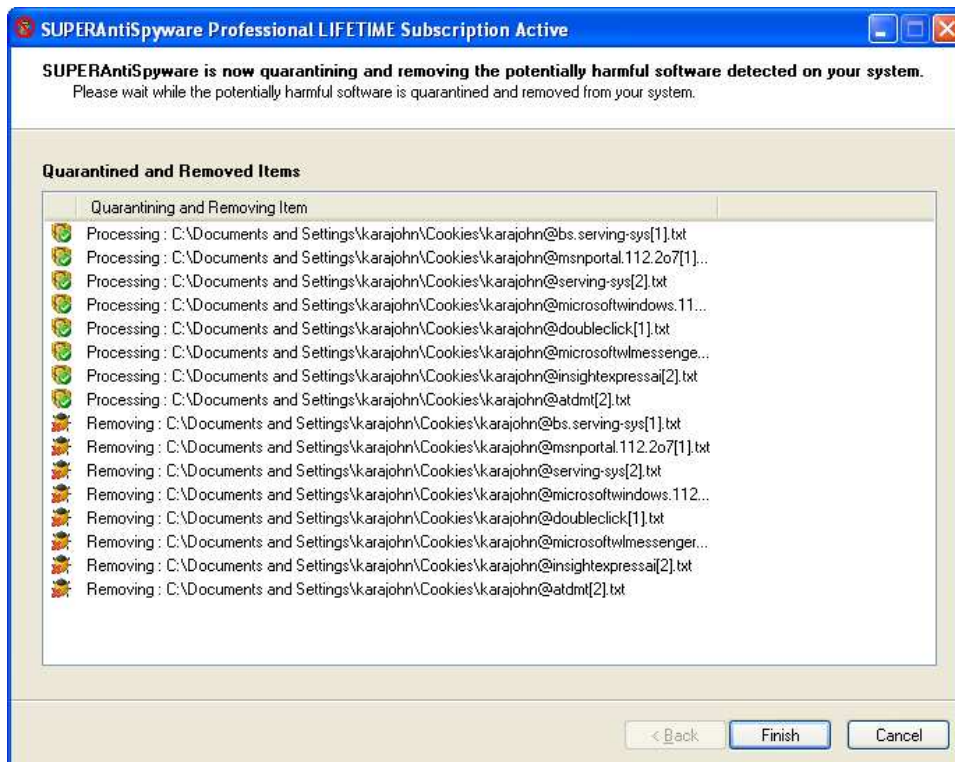 SUPERAntiSpyware Professional LIFETIME Subscription Active
SUPERAntiSpyware is now quarantining and removing the potentially harmful software detected on your system.
Please wait while the potentially harmful software is quarantined and removed from your system.
Quarantined and Removed Items
Quarantining and Removing Item
Processing : C:\Documents and Settings\karajohn\Cookies\karajohn@bs.serving-sys[1].txt
Processing : C:\Documents and Settings\karajohn\Cookies\karajohn@msnportal.112.2o7[1]...
Processing : C:\Documents and Settings\karajohn\Cookies\karajohn@serving-sys[2].txt
Processing : C:\Documents and Settings\karajohn\Cookies\karajohn@microsoftwindows.11...
Processing : C:\Documents and Settings\karajohn\Cookies\karajohn@doubleclick[1].txt
Processing : C:\Documents and Settings\karajohn\Cookies\karajohn@microsoftwlmessenge...
Processing : C:\Documents and Settings\karajohn\Cookies\karajohn@insightexpressai[2].txt
Processing : C:\Documents and Settings\karajohn\Cookies\karajohn@atdmt[2].txt
Removing : C:\Documents and Settings\karajohn\Cookies\karajohn@bs.serving-sys[1].txt
Removing : C:\Documents and Settings\karajohn\Cookies\karajohn@msnportal.112.2o7[1].txt
Removing : C:\Documents and Settings\karajohn\Cookies\karajohn@serving-sys[2].txt
Removing : C:\Documents and Settings\karajohn\Cookies\karajohn@microsoftwindows.112...
Removing : C:\Documents and Settings\karajohn\Cookies\karajohn@doubleclick[1].txt
Removing : C:\Documents and Settings\karajohn\Cookies\karajohn@microsoftwlmessenger...
Removing : C:\Documents and Settings\karajohn\Cookies\karajohn@insightexpressai[2].txt
Removing : C:\Documents and Settings\karajohn\Cookies\karajohn@atdmt[2].txt
< Back Finish Cancel